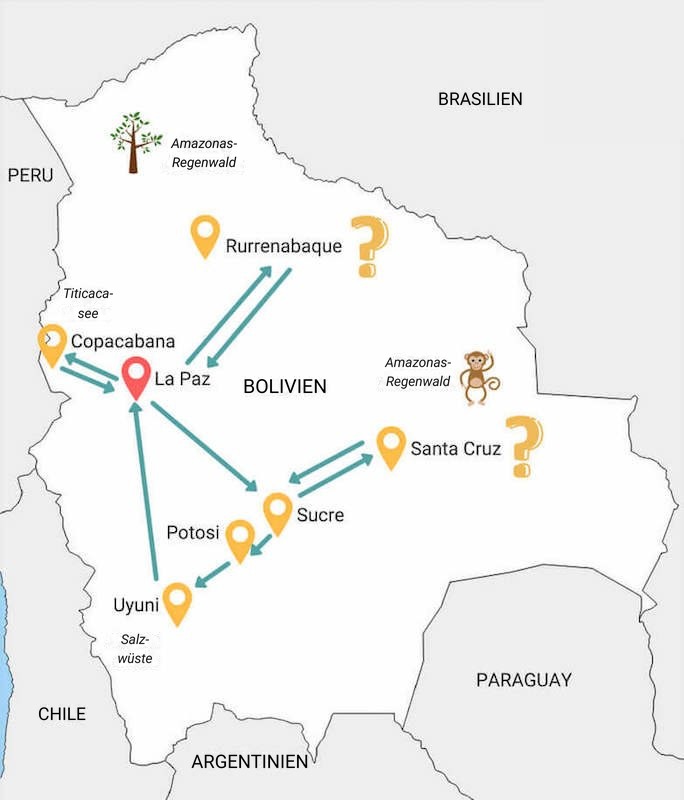 BRASILIEN
Amazonas-
Regenwald
PERU
Rurrenabaque
?
Titicaca-
see
Copacabana
La Paz
BOLIVIEN
Amazonas-
Regenwald
Santa Cruz
?
Sucre
Potosi
Uyuni
Salz-
wüste
PARAGUAY
CHILE
ARGENTINIEN